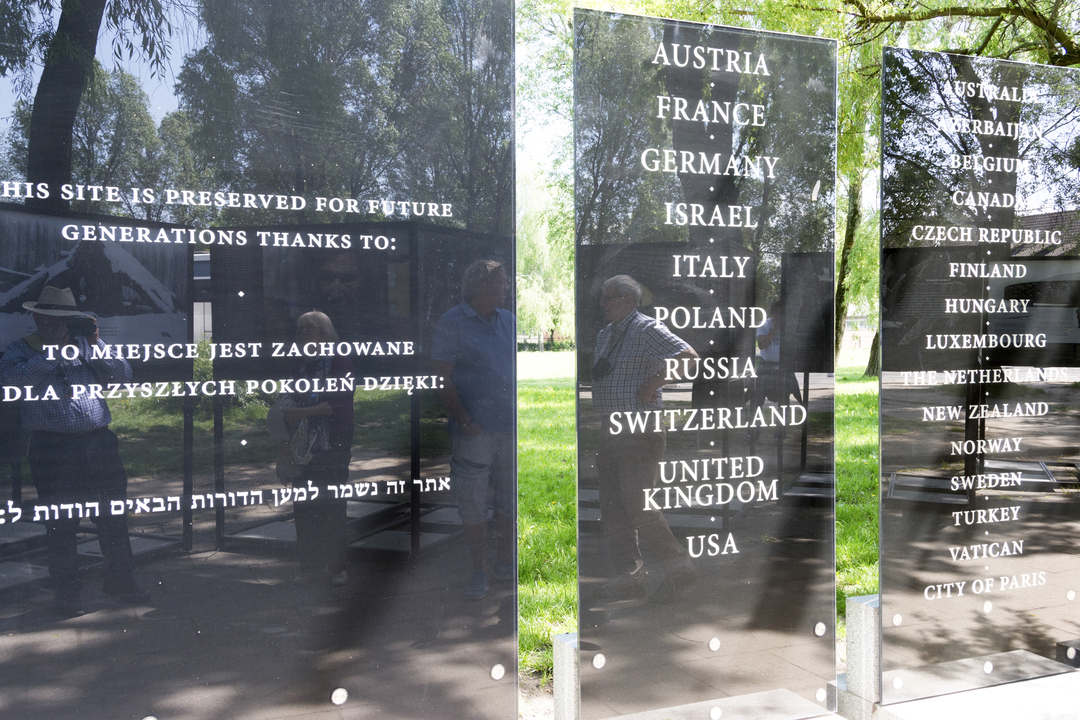 HIS SITE IS PRESERVED FOR FUTURE
GENERATIONS THANKS TO:
TO MIEJSCE JEST ZACHOWANE
DLA PRZYSZŁYCH POKOLEŃ DZIĘKI:
אתר זה נשמר למען הדורות הבאים הודות ל:
AUSTRIA
FRANCE
GERMANY
ISRAEL
ITALY
POLAND
RUSSIA
SWITZERLAND
UNITED
KINGDOM
USA
AUSTRALIA
AZERBAIJAN
BELGIUM
CANADA
CZECH REPUBLIC
FINLAND
HUNGARY
LUXEMBOURG
THE NETHERLANDS
NEW ZEALAND
NORWAY
SWEDEN
TURKEY
VATICAN
CITY OF PARIS